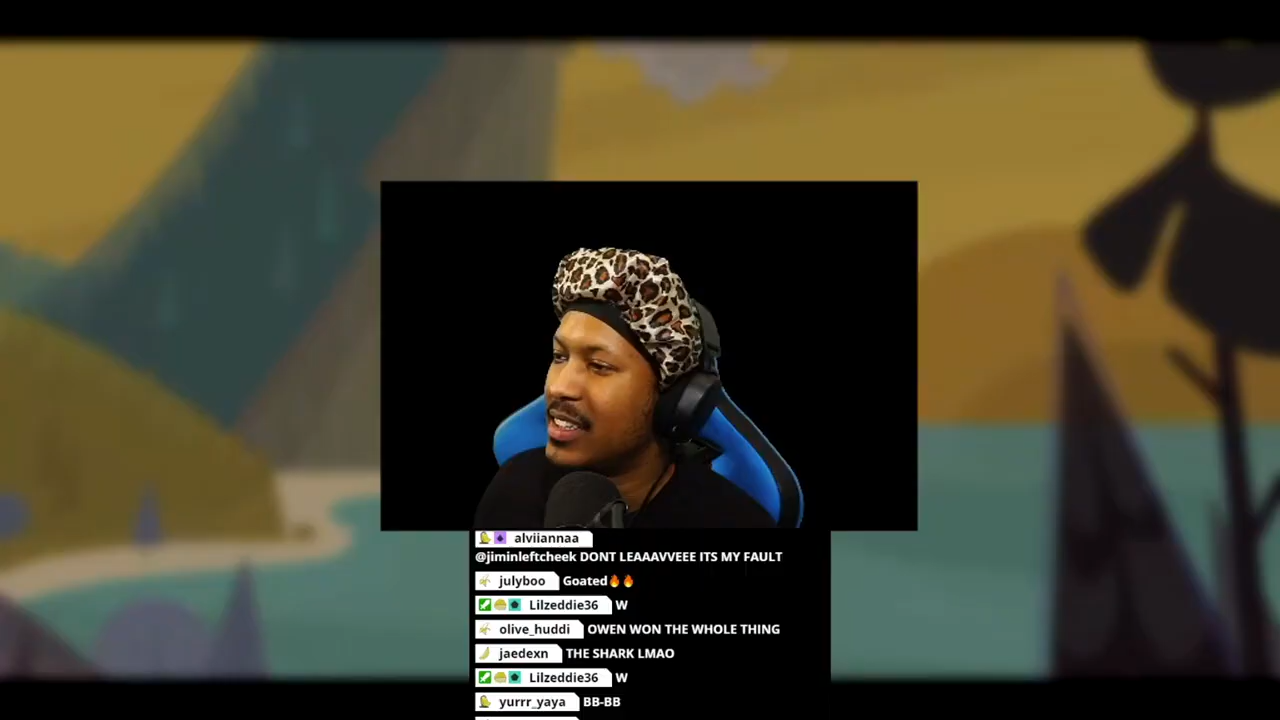 alviiannaa
@jiminleftcheek DONT LEAAAVVEEE ITS MY FAULT
julyboo Goated🔥🔥
Lilzeddie36 W
olive_huddi OWEN WON THE WHOLE THING
jaedexn THE SHARK LMAO
Lilzeddie36 W
yurrr_yaya BB-BB